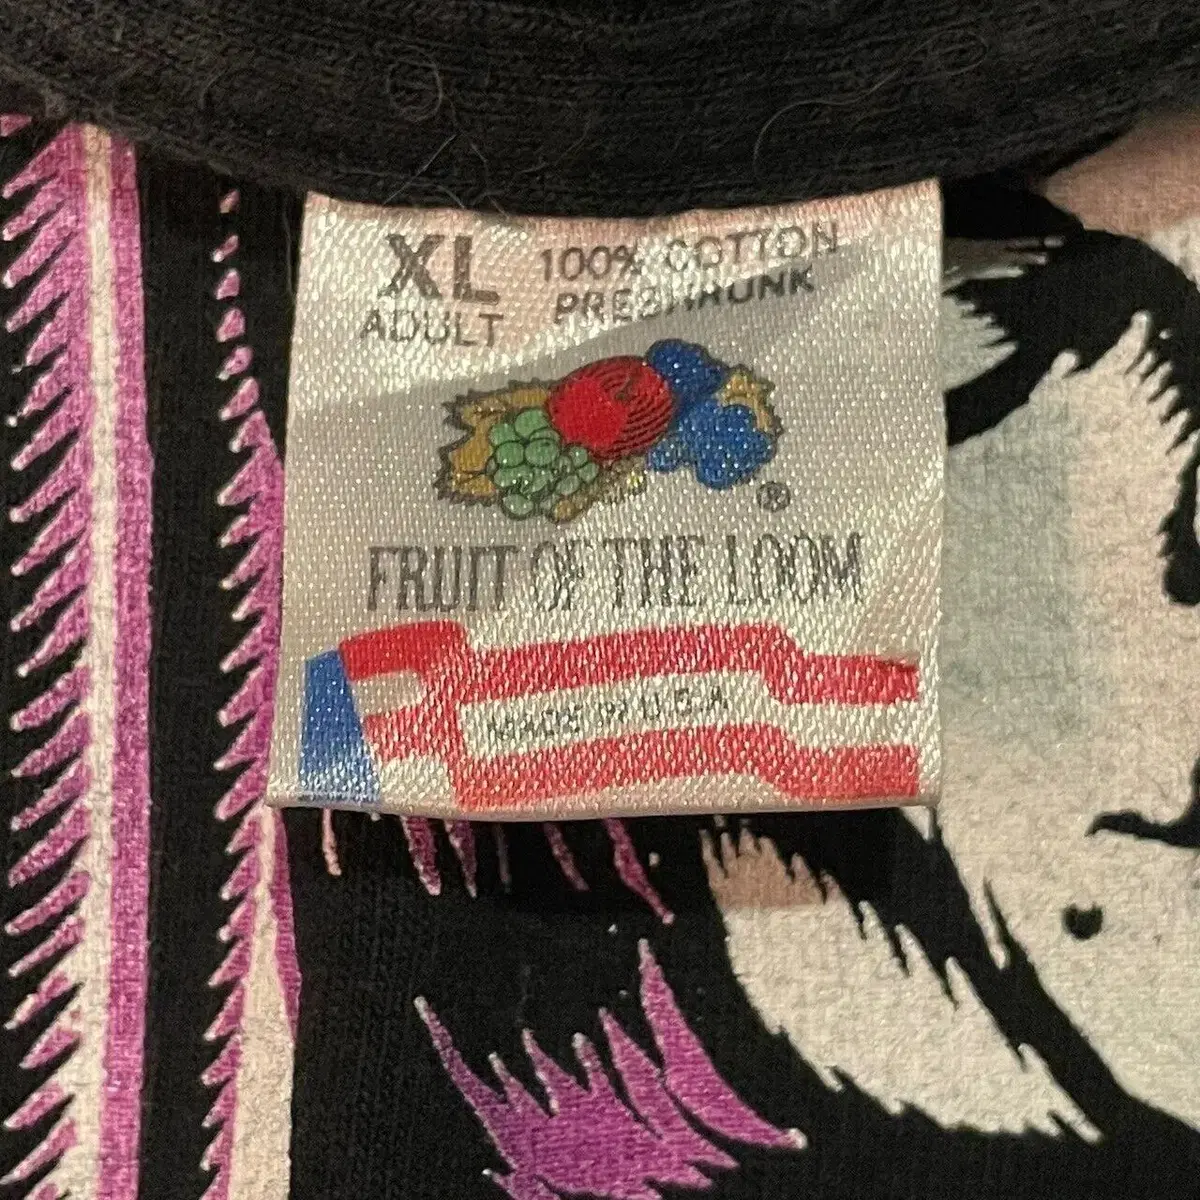 XL
ADULT
100% COTTON
PRESHRUNK
®
FRUIT OF THE LOOM
MADE IN U.S.A